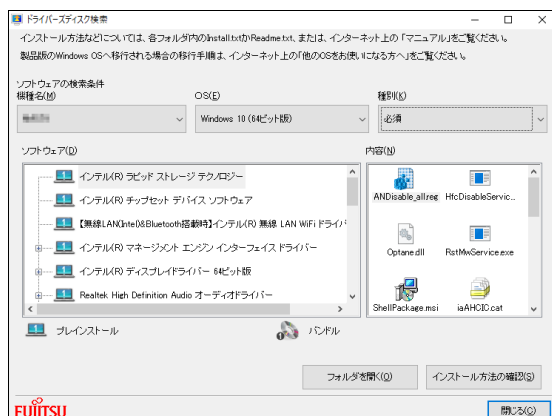 ドライバーズディスク検索
インストール方法などについては、各フォルダ内のInstall.txtかReadme.txt、または、インターネット上の「マニュアル」をご覧ください。
製品版のWindows OSへ移行される場合の移行手順は、インターネット上の「他のOSをお使いになる方へ」をご覧ください。
ソフトウェアの検索条件
機種名(M)
OS(E)
種別(K)
Windows 10 (64ビット版)
必須
ソフトウェア(D)
内容(N)
インテル(R) ラピッド ストレージ テクノロジー
インテル(R) チップセット デバイス ソフトウェア
【無線LAN(Intel)&Bluetooth搭載時】インテル(R) 無線 LAN WiFi ドライバ
インテル(R) マネージメント エンジン インターフェイス ドライバー
インテル(R) ディスプレイドライバー 64ビット版
Realtek High Definition Audio オーディオドライバー
ANDisable_all.reg
HfcDisableServic...
Optane.dll
RstMwService.exe
ShellPackage.msi
iaAHCIC.cat
プレインストール
バンドル
フォルダを開く(O)
インストール方法の確認(S)
FUJITSU
閉じる(C)